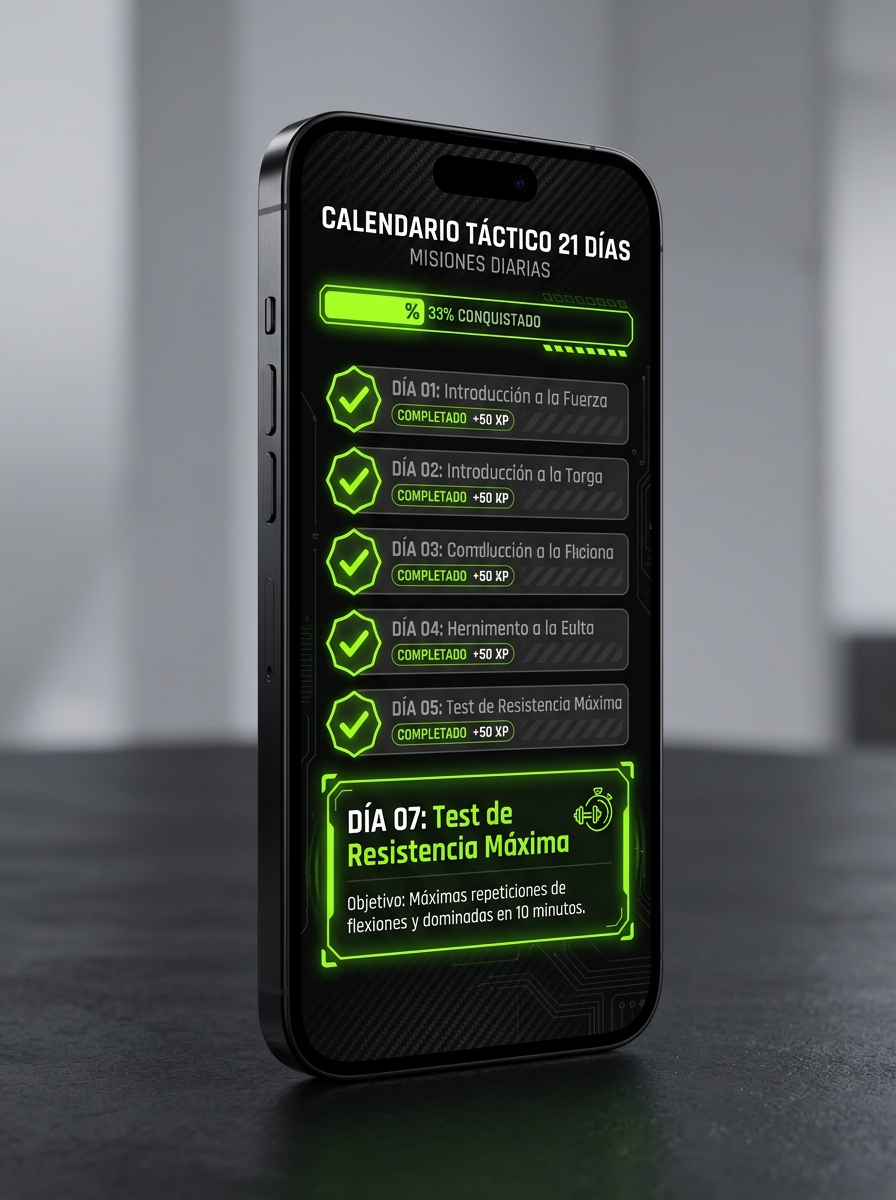 CALENDARIO TÁCTICO 21 DÍAS
MISIONES DIARIAS
% 33% CONQUISTADO
DÍA 01: Introducción a la Fuerza
COMPLETADO +50 XP
DÍA 02: Introducción a la Torga
COMPLETADO +50 XP
DÍA 03: a la
COMPLETADO +50 XP
DÍA 04: Hernimento a la Eulta
COMPLETADO +50 XP
DÍA 05: Test de Resistencia Máxima
COMPLETADO +50 XP
DÍA 07: Test de
Resistencia Máxima
Objetivo: Máximas repeticiones de
flexiones y dominadas en 10 minutos.